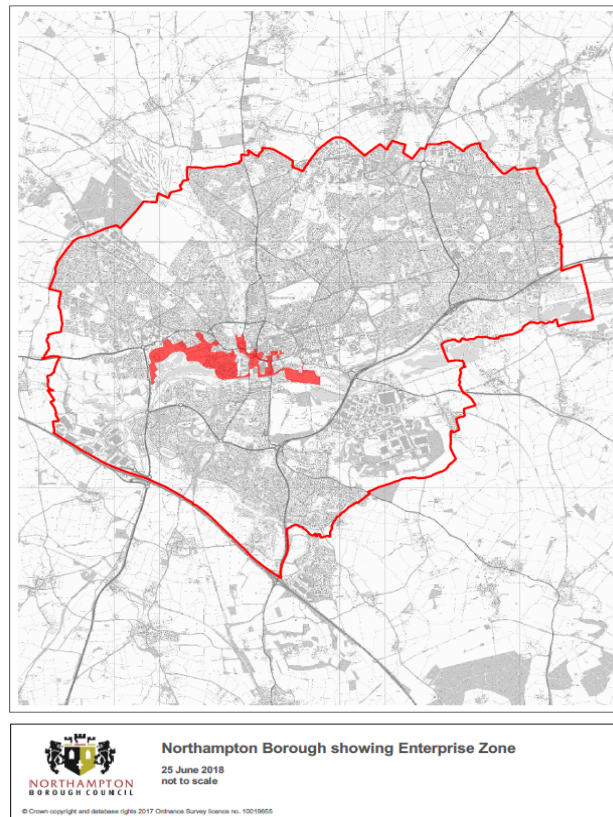 Northampton Borough showing Enterprise Zone
25 June 2018
not to scale
NORTHAMPTON
BOROUGH COUNCIL
© Crown copyright and database rights 2017 Ordnance Survey licence no. 10019655